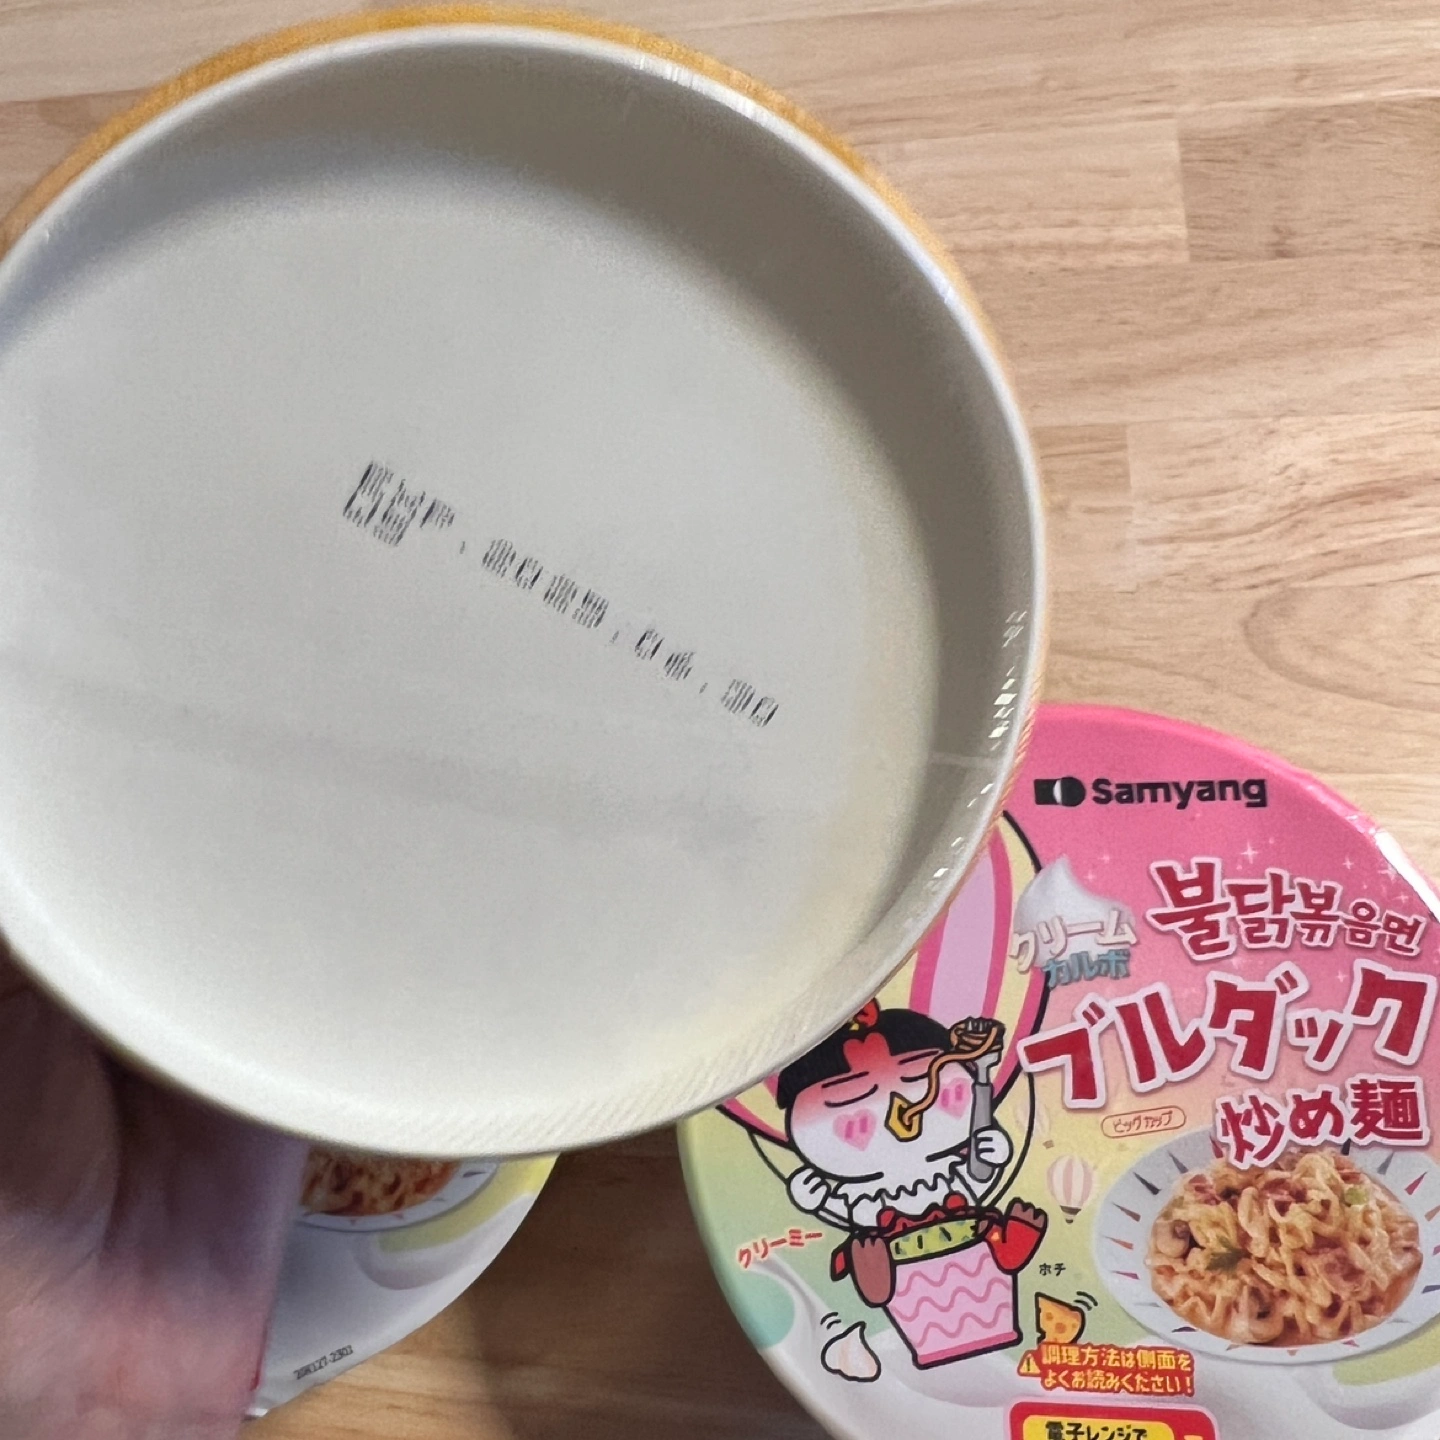 Samyang
불닭볶음면
クリーム
カルボ
ブルダック
ビッグカップ
炒め麺
クリーミー
ホチ
調理方法は側面を
よくお読みください!
電子レンジで